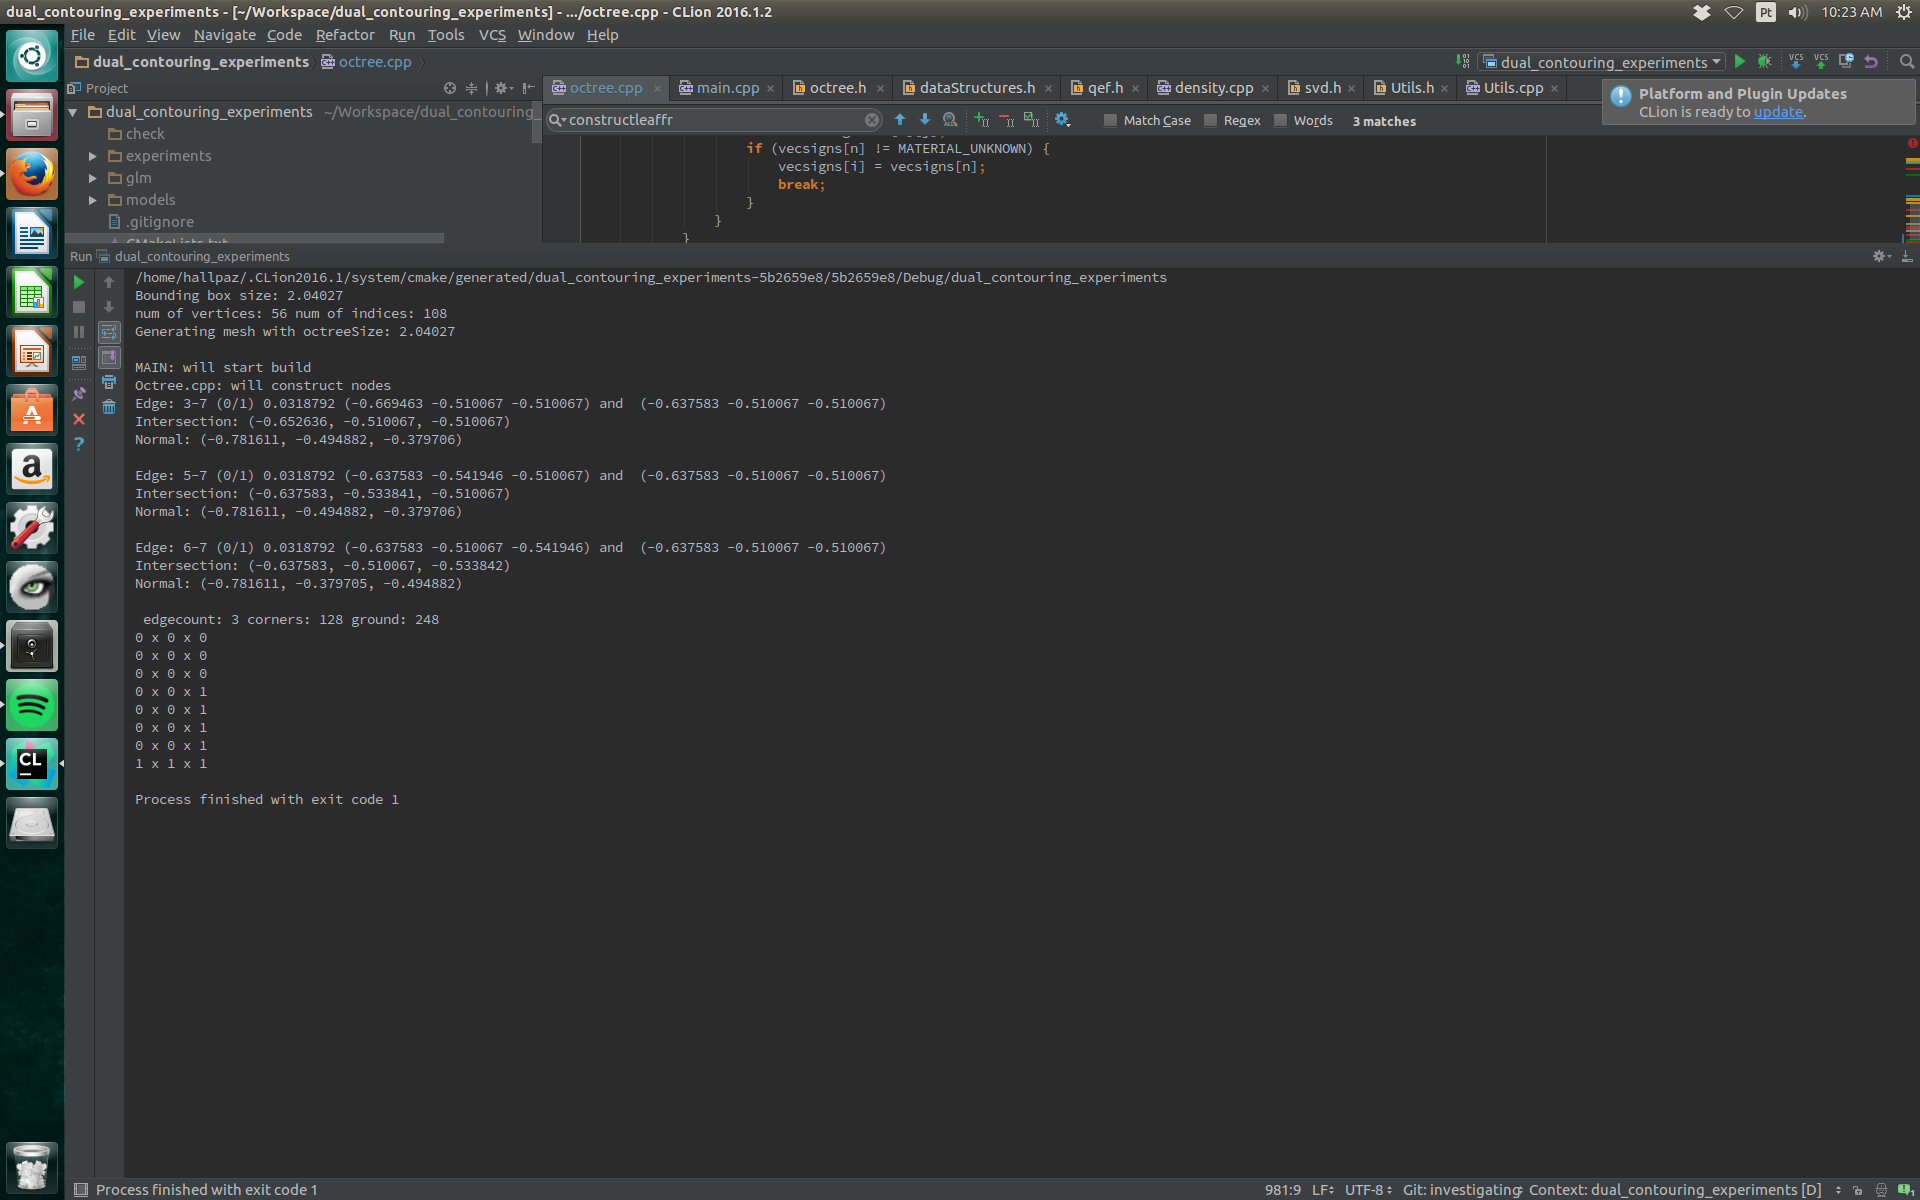 dual_contouring_experiments - [~/Workspace/dual_contouring_experiments] - .../octree.cpp - CLion 2016.1.2
Pt
10:23 AM
File Edit View Navigate Code Refactor Run Tools VCS Window Help
dual_contouring_experiments octree.cpp
dual_contouring_experiments
VCS VCS
Project
octree.cpp main.cpp octree.h dataStructures.h qef.h density.cpp svd.h Utils.h Utils.cpp
Platform and Plugin Updates
CLion is ready to update.
dual_contouring_experiments ~/Workspace/dual_contouring_
constructleaffr
Match Case Regex Words 3 matches
check
experiments
glm
models
.gitignore
CMakeLists.txt
if (vecsigns[n] != MATERIAL_UNKNOWN) {
vecsigns[i] = vecsigns[n];
break;
}
}
}
Run dual_contouring_experiments
/home/hallpaz/.CLion2016.1/system/cmake/generated/dual_contouring_experiments-5b2659e8/5b2659e8/Debug/dual_contouring_experiments
Bounding box size: 2.04027
num of vertices: 56 num of indices: 108
Generating mesh with octreeSize: 2.04027
MAIN: will start build
Octree.cpp: will construct nodes
Edge: 3-7 (0/1) 0.0318792 (-0.669463 -0.510067 -0.510067) and  (-0.637583 -0.510067 -0.510067)
Intersection: (-0.652636, -0.510067, -0.510067)
Normal: (-0.781611, -0.494882, -0.379706)
Edge: 5-7 (0/1) 0.0318792 (-0.637583 -0.541946 -0.510067) and  (-0.637583 -0.510067 -0.510067)
Intersection: (-0.637583, -0.533841, -0.510067)
Normal: (-0.781611, -0.494882, -0.379706)
Edge: 6-7 (0/1) 0.0318792 (-0.637583 -0.510067 -0.541946) and  (-0.637583 -0.510067 -0.510067)
Intersection: (-0.637583, -0.510067, -0.533842)
Normal: (-0.781611, -0.379705, -0.494882)
edgecount: 3 corners: 128 ground: 248
0 x 0 x 0
0 x 0 x 0
0 x 0 x 0
0 x 0 x 1
0 x 0 x 1
0 x 0 x 1
0 x 0 x 1
1 x 1 x 1
Process finished with exit code 1
CL
Process finished with exit code 1
981:9 LF UTF-8 Git: investigating Context: dual_contouring_experiments [D]